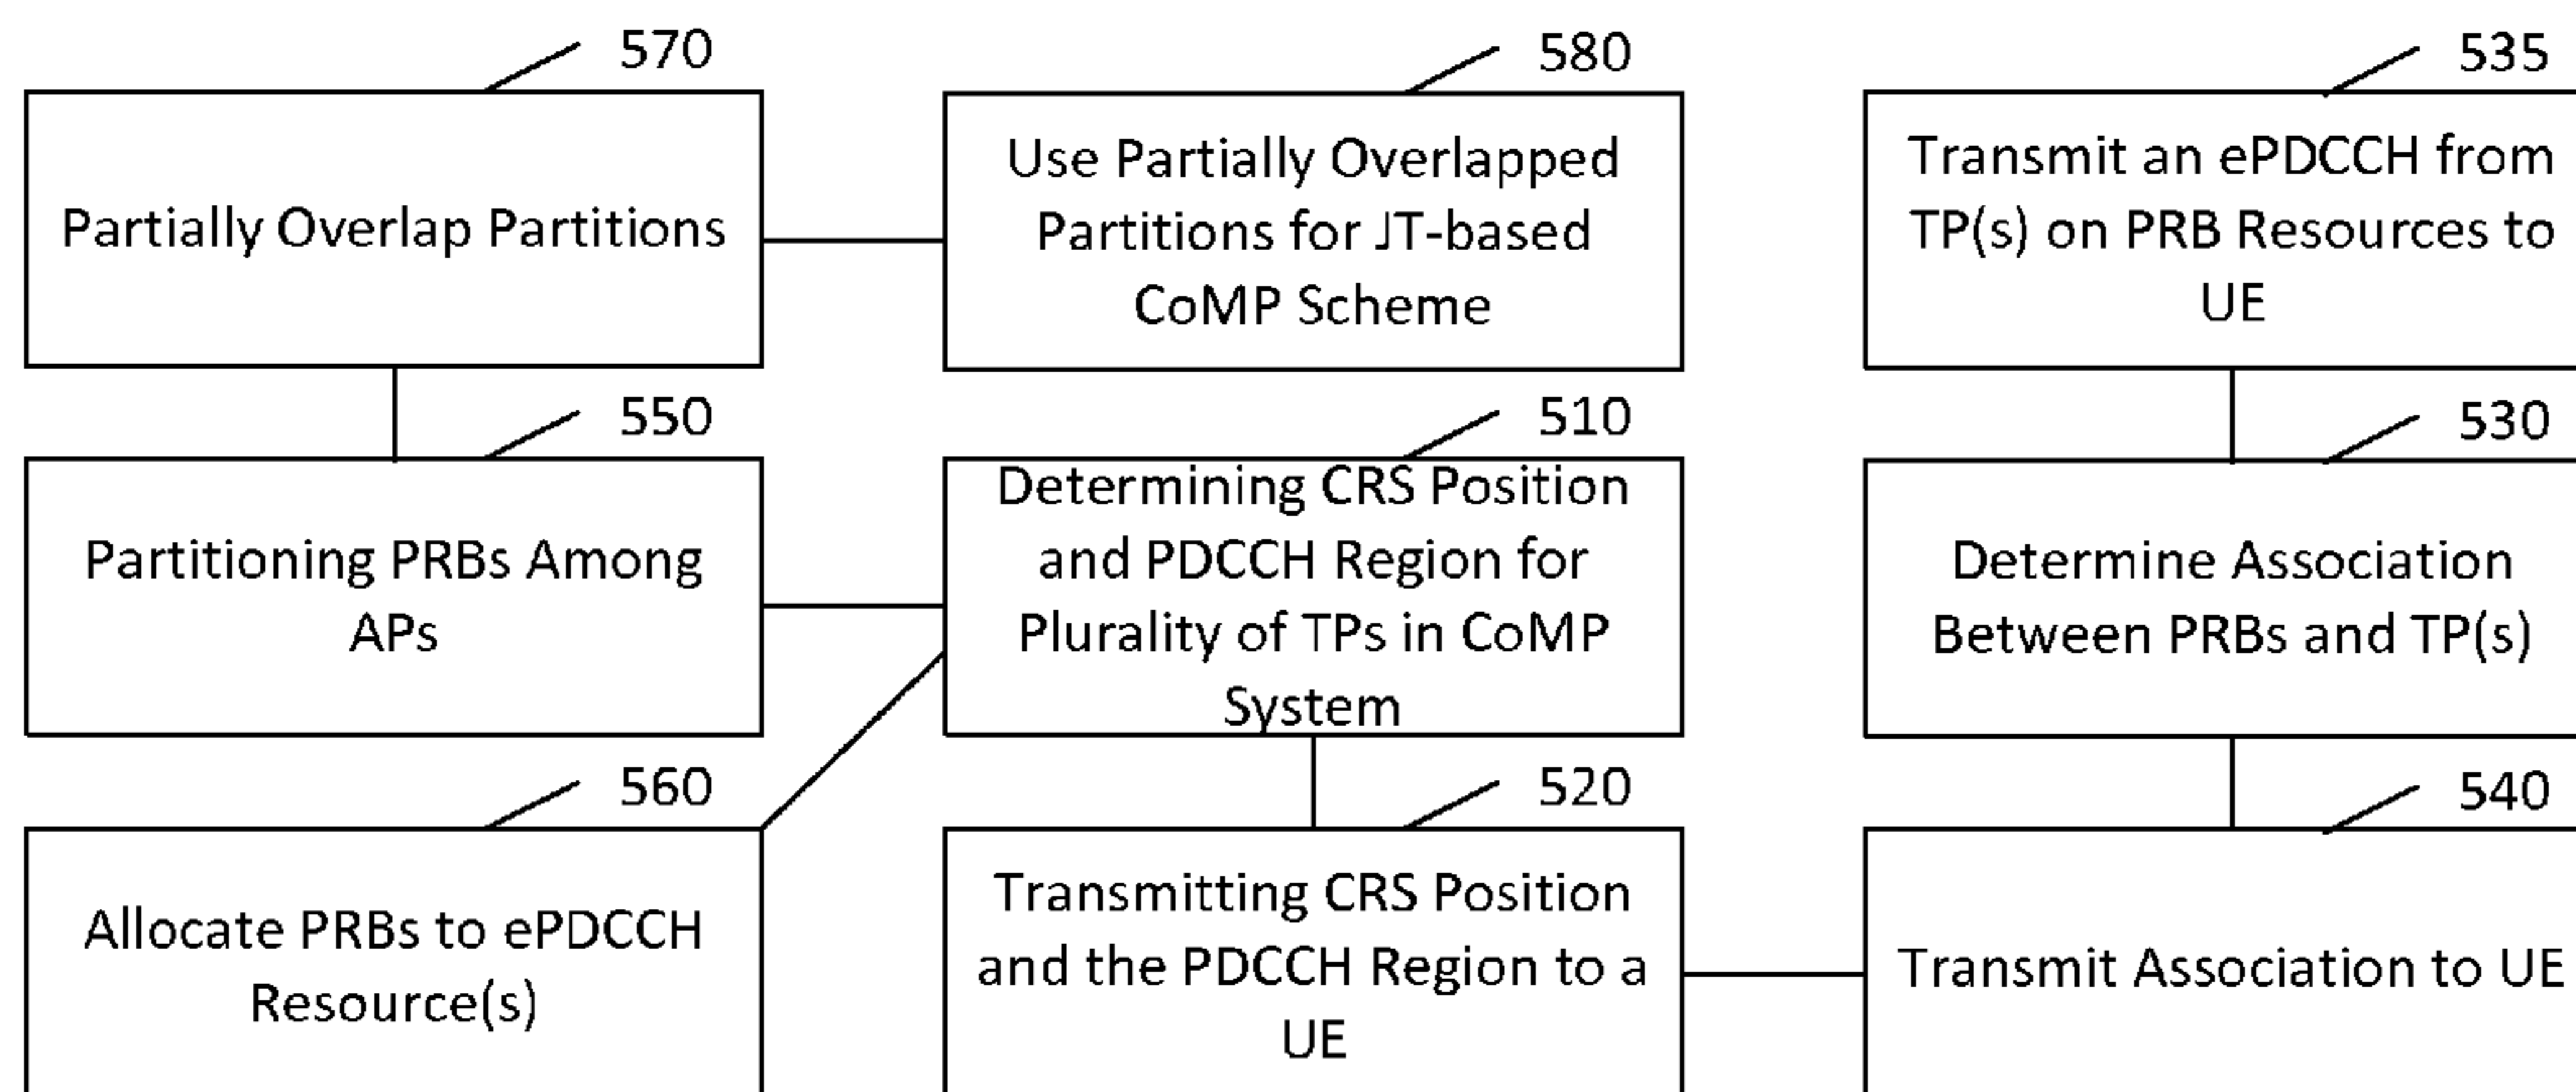 570
Partially Overlap Partitions
580
Use Partially Overlapped
Partitions for JT-based
CoMP Scheme
535
Transmit an ePDCCH from
TP(s) on PRB Resources to
UE
550
Partitioning PRBs Among
APs
510
Determining CRS Position
and PDCCH Region for
Plurality of TPs in CoMP
System
530
Determine Association
Between PRBs and TP(s)
560
Allocate PRBs to ePDCCH
Resource(s)
520
Transmitting CRS Position
and the PDCCH Region to a
UE
540
Transmit Association to UE